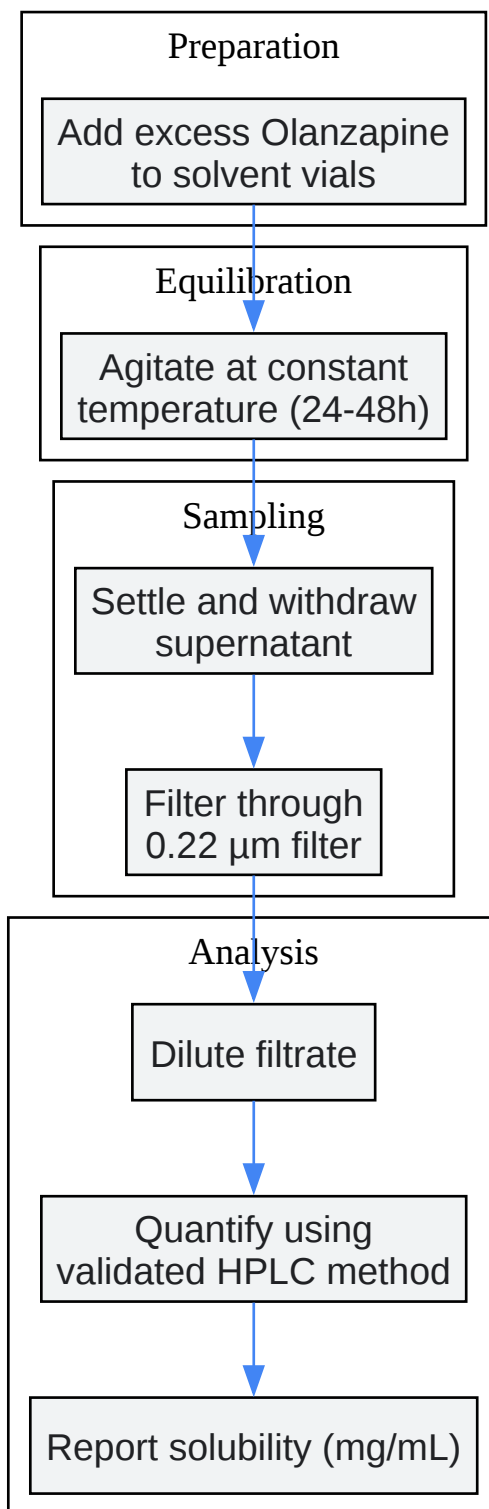 Preparation
Add excess Olanzapine
to solvent vials
Equilibration
Agitate at constant
temperature (24-48h)
Sampling
Settle and withdraw
supernatant
Filter through
0.22 µm filter
Analysis
Dilute filtrate
Quantify using
validated HPLC method
Report solubility (mg/mL)